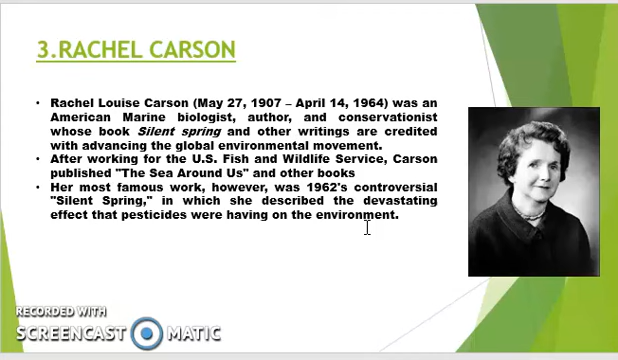 3.RACHEL CARSON
• Rachel Louise Carson (May 27, 1907 – April 14, 1964) was an
American Marine biologist, author, and conservationist
whose book Silent spring and other writings are credited
with advancing the global environmental movement.
• After working for the U.S. Fish and Wildlife Service, Carson
published "The Sea Around Us" and other books
• Her most famous work, however, was 1962's controversial
"Silent Spring," in which she described the devastating
effect that pesticides were having on the environment.
RECORDED WITH
SCREENCAST MATIC